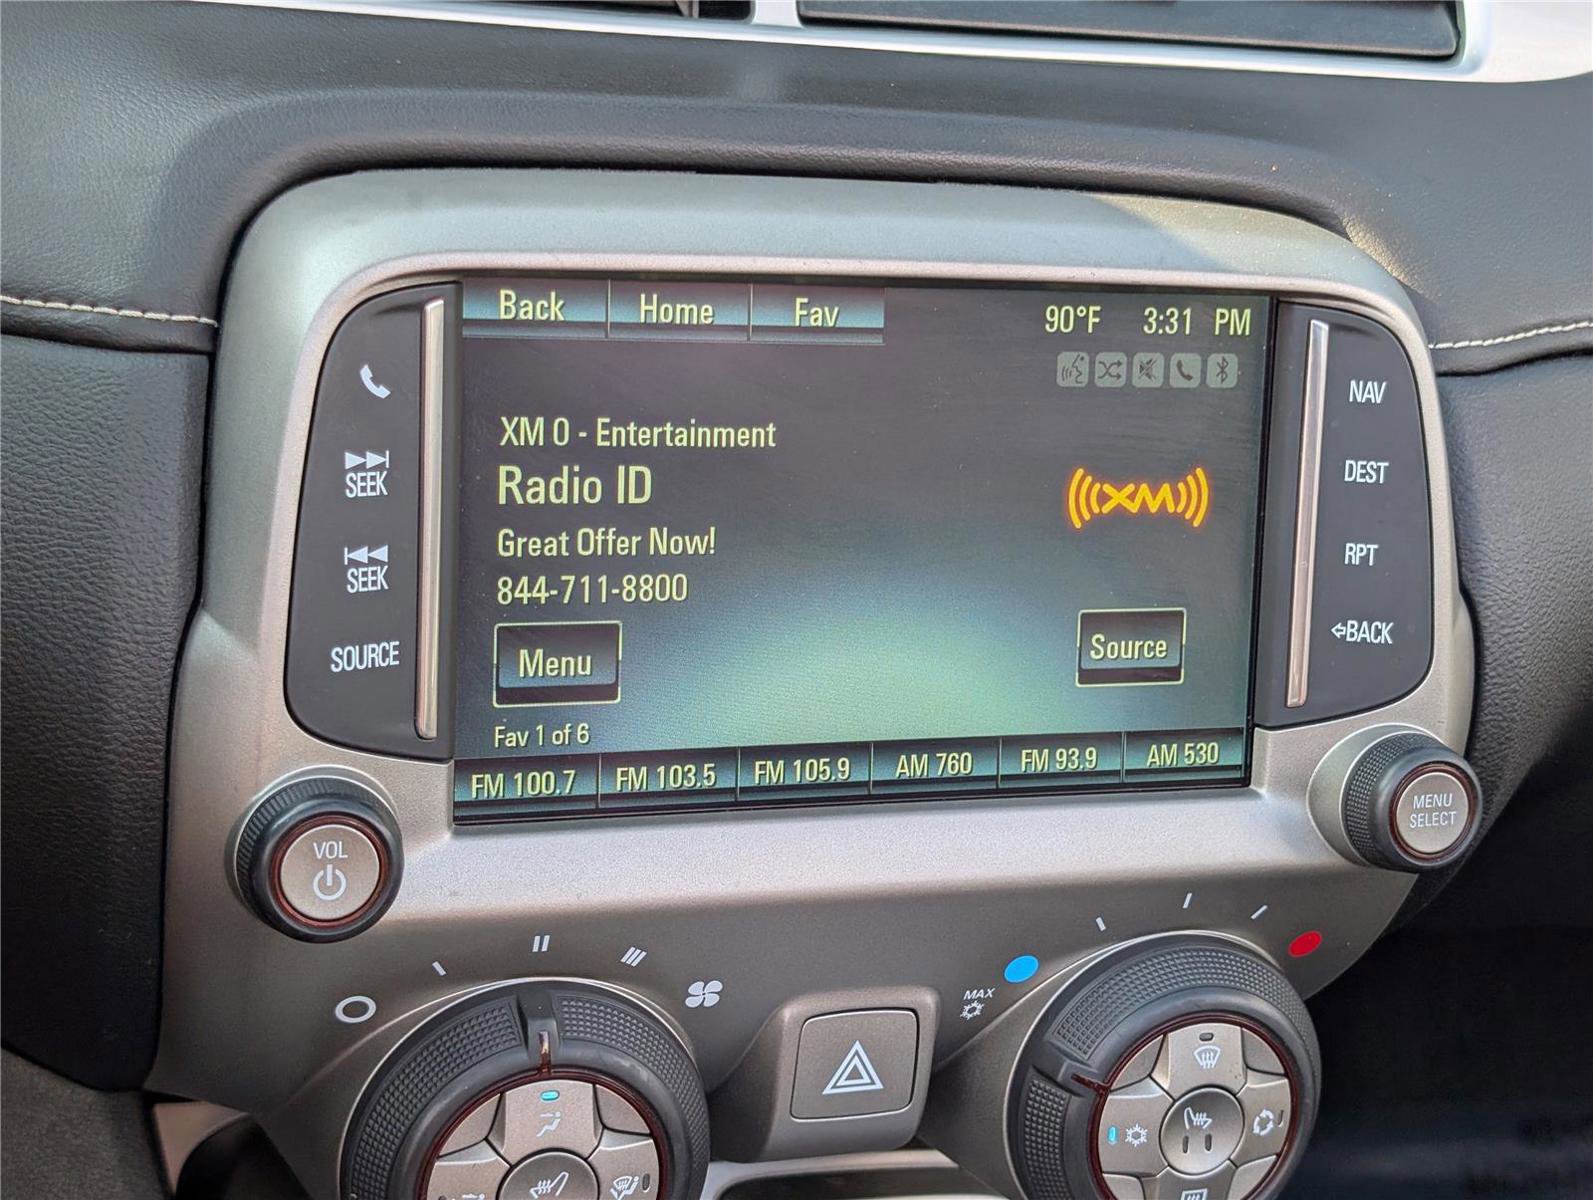 Back Home Fav 90°F 3:31 PM
XM 0 - Entertainment
Radio ID
((( XM )))
Great Offer Now!
844-711-8800
Menu
Source
Fav 1 of 6
FM 100.7 FM 103.5 FM 105.9 AM 760 FM 93.9 AM 530
SEEK
SEEK
SOURCE
NAV
DEST
RPT
BACK
VOL
MENU
SELECT
MAX